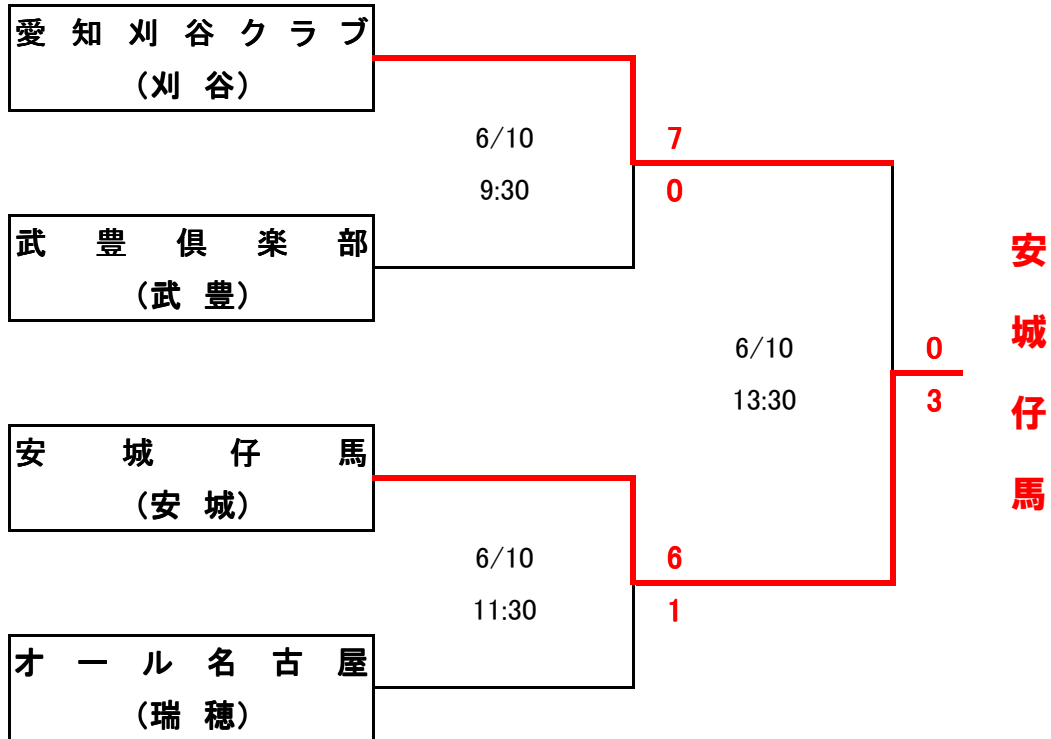 愛知刈谷クラブ
（刈 谷）
6/10
9:30
7
0
武豊倶楽部
（武 豊）
6/10
13:30
0
3
安城仔馬
安城仔馬
（安 城）
6/10
11:30
6
1
オール名古屋
（瑞 穂）